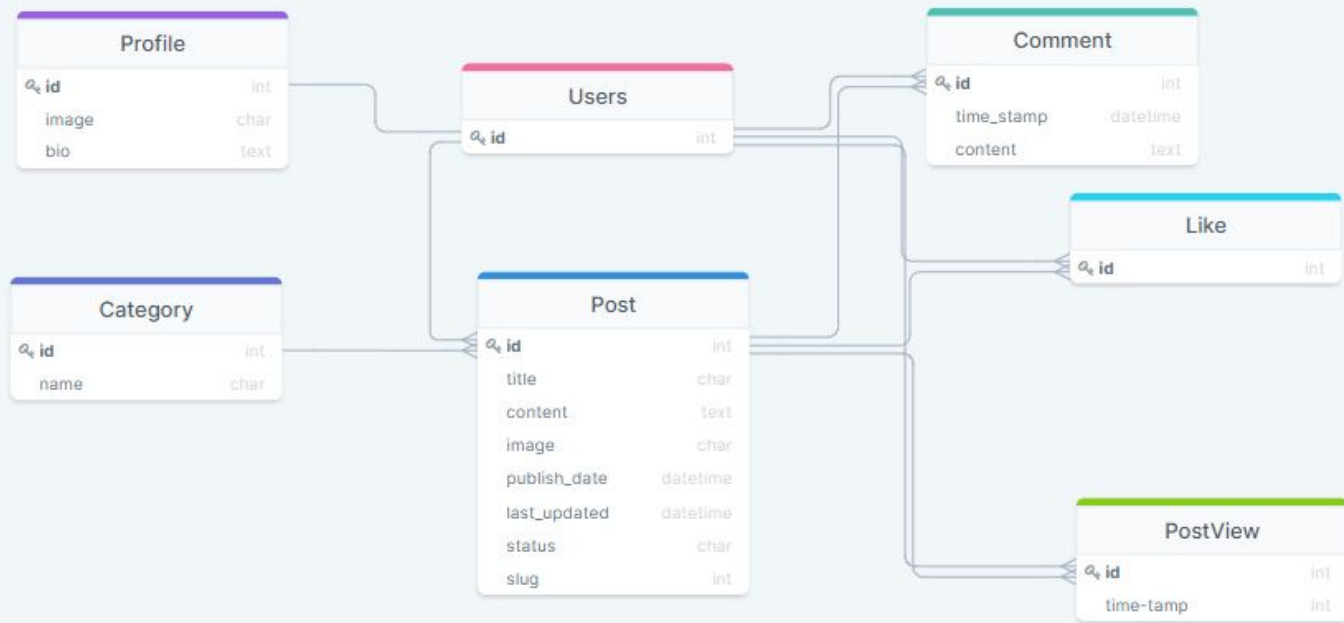 Profile
id int
image char
bio text
Users
id int
Comment
id int
time_stamp datetime
content text
Like
id int
Category
id int
name char
Post
id int
title char
content text
image char
publish_date datetime
last_updated datetime
status char
slug int
PostView
id int
time-tamp int